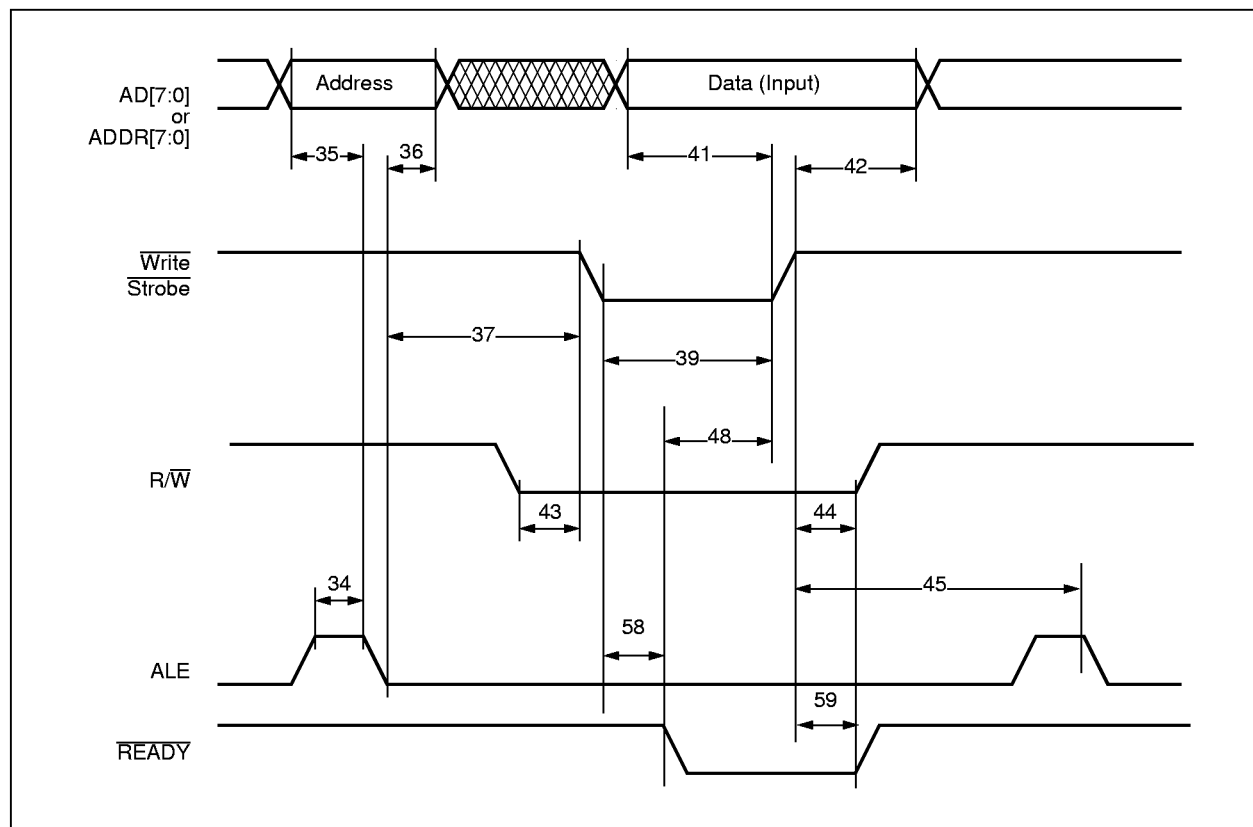 Address
Data (Input)
AD[7:0]
or
ADDR[7:0]
35
36
41
42
Write
Strobe
37
39
48
R/W
43
44
34
45
58
ALE
59
READY